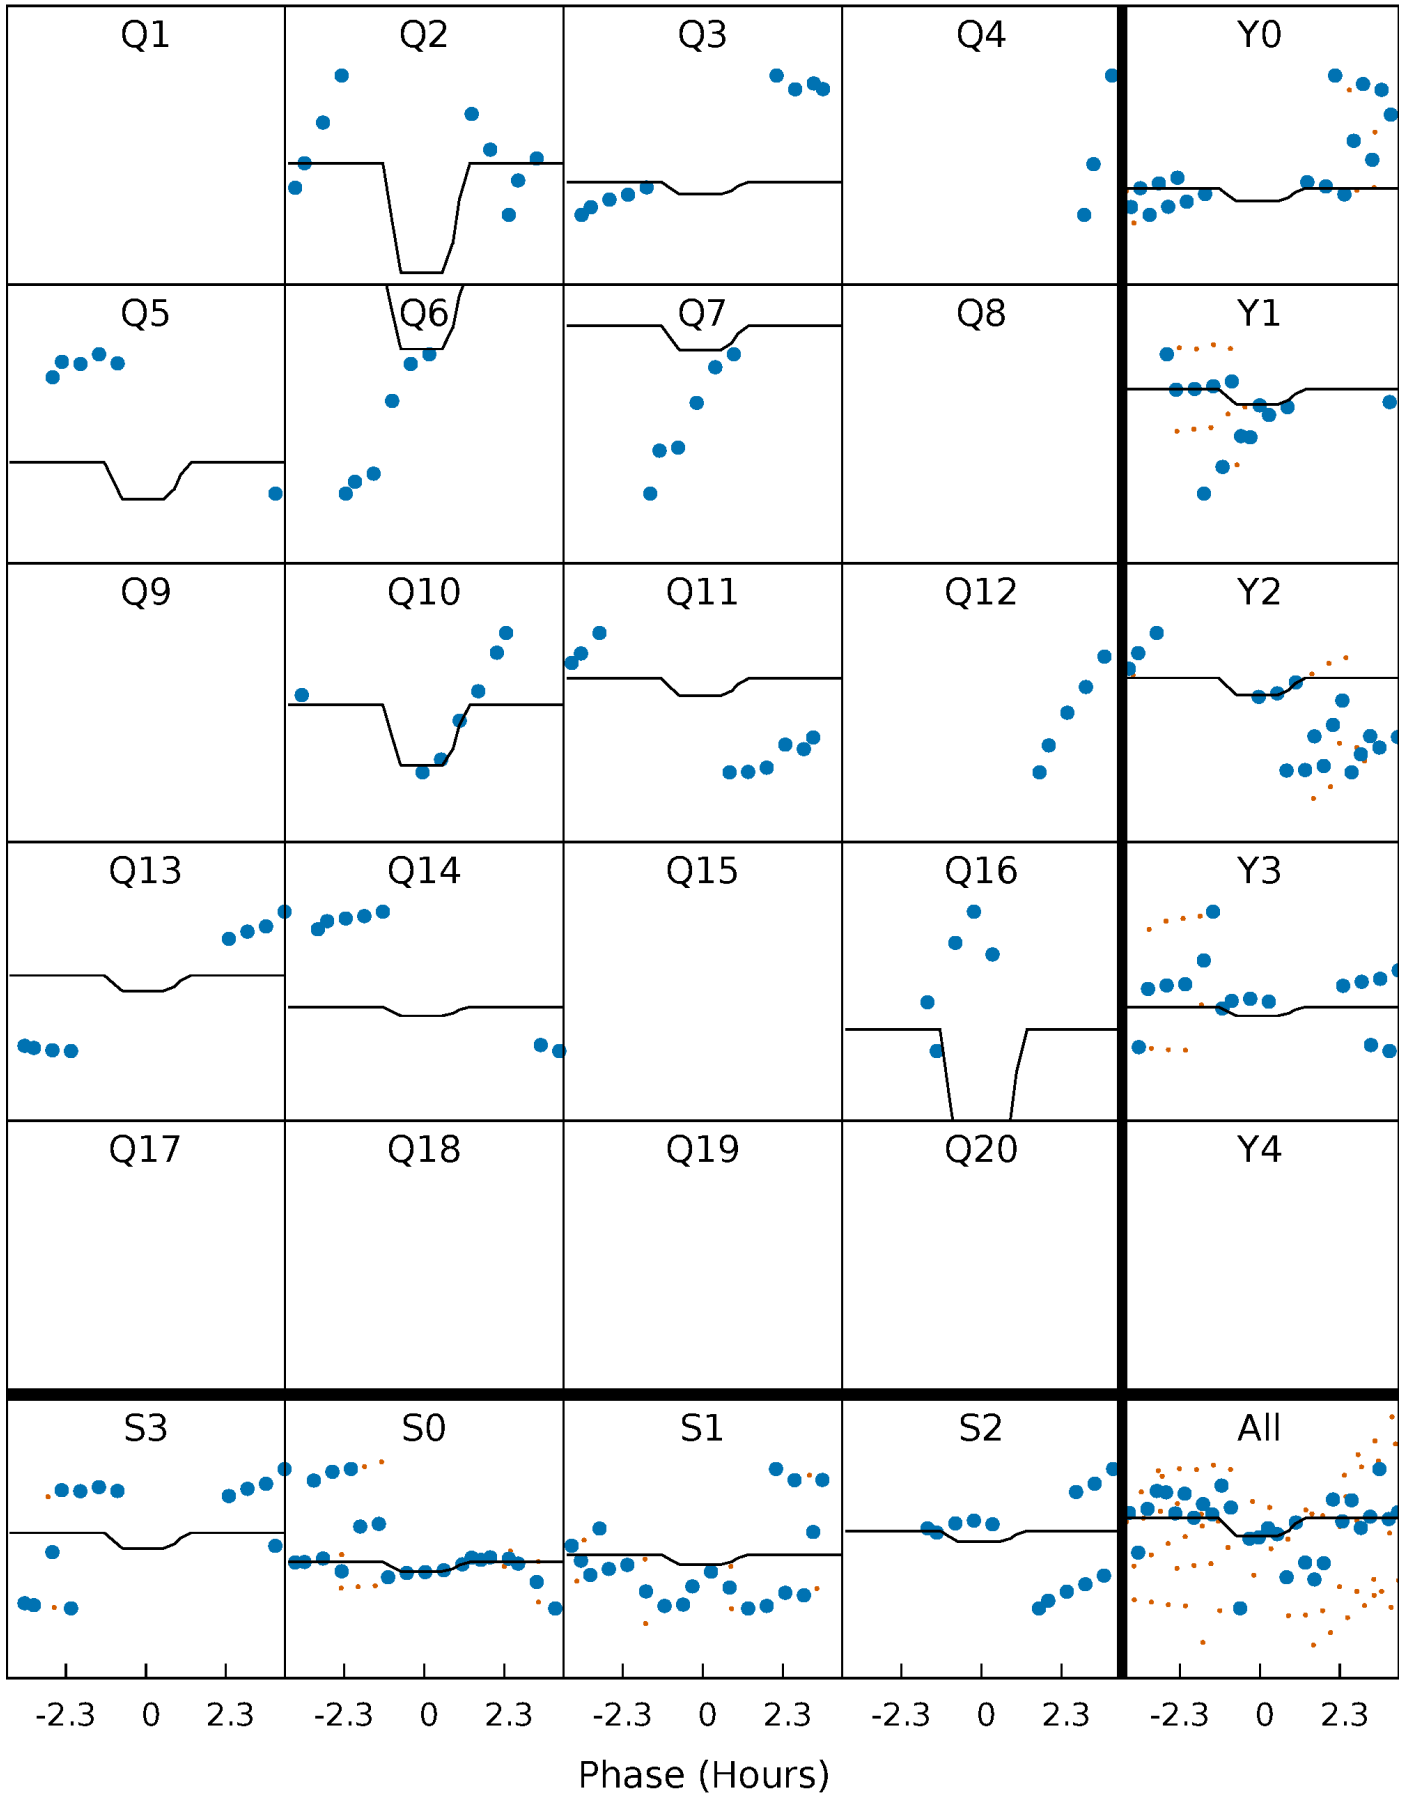 Q1 Q2 Q3 Q4 Y0
Q5 Q6 Q7 Q8 Y1
Q9 Q10 Q11 Q12 Y2
Q13 Q14 Q15 Q16 Y3
Q17 Q18 Q19 Q20 Y4
S3 S0 S1 S2 All
-2.3 0 2.3 -2.3 0 2.3 -2.3 0 2.3 -2.3 0 2.3 -2.3 0 2.3
Phase (Hours)